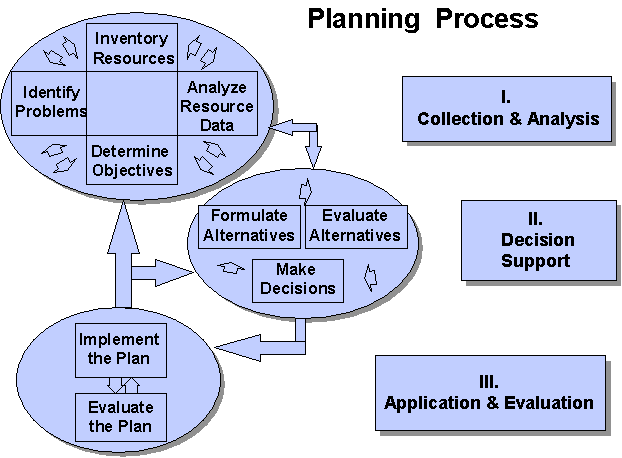 Planning Process
Inventory
Resources
Identify
Problems
Analyze
Resource
Data
Determine
Objectives
I.
Collection & Analysis
Formulate
Alternatives
Evaluate
Alternatives
Make
Decisions
II.
Decision
Support
Implement
the Plan
Evaluate
the Plan
III.
Application & Evaluation